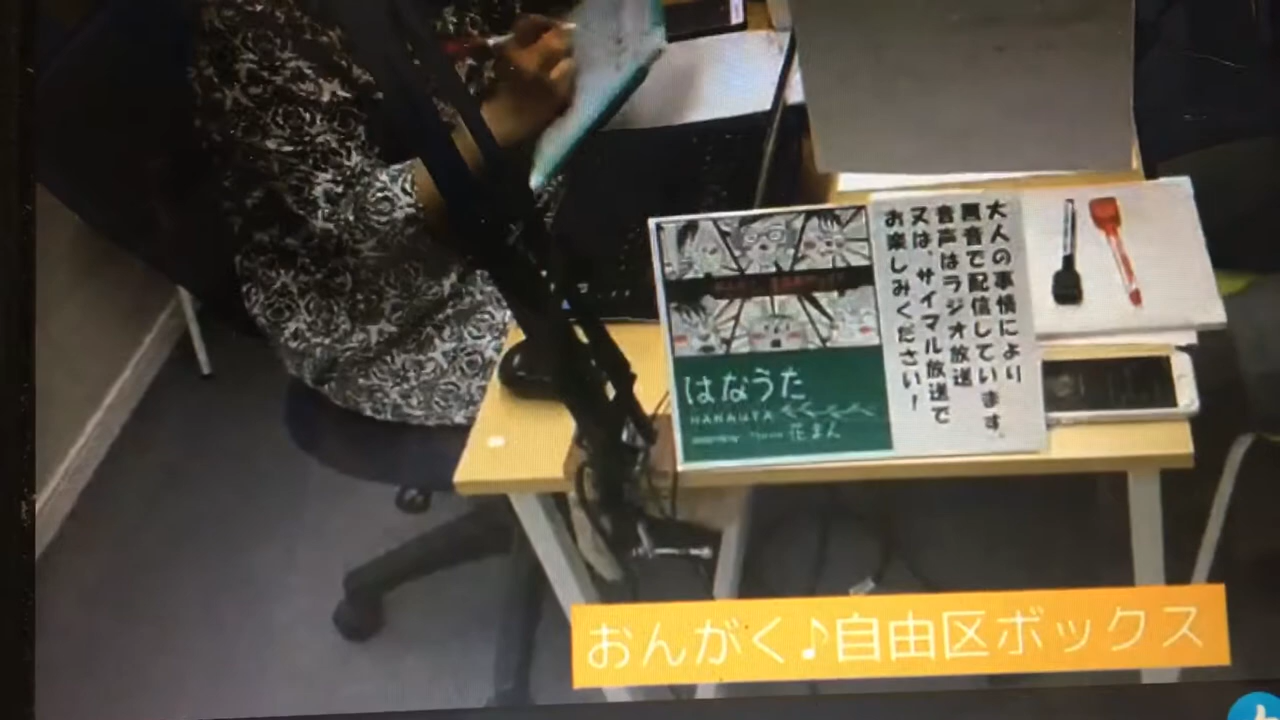 大人の事情により
無音で配信しています。
音声はラジオ放送
又は、サイマル放送で
お楽しみください！
はなうた
HANAUTA
花まん
おんがく♪自由区ボックス